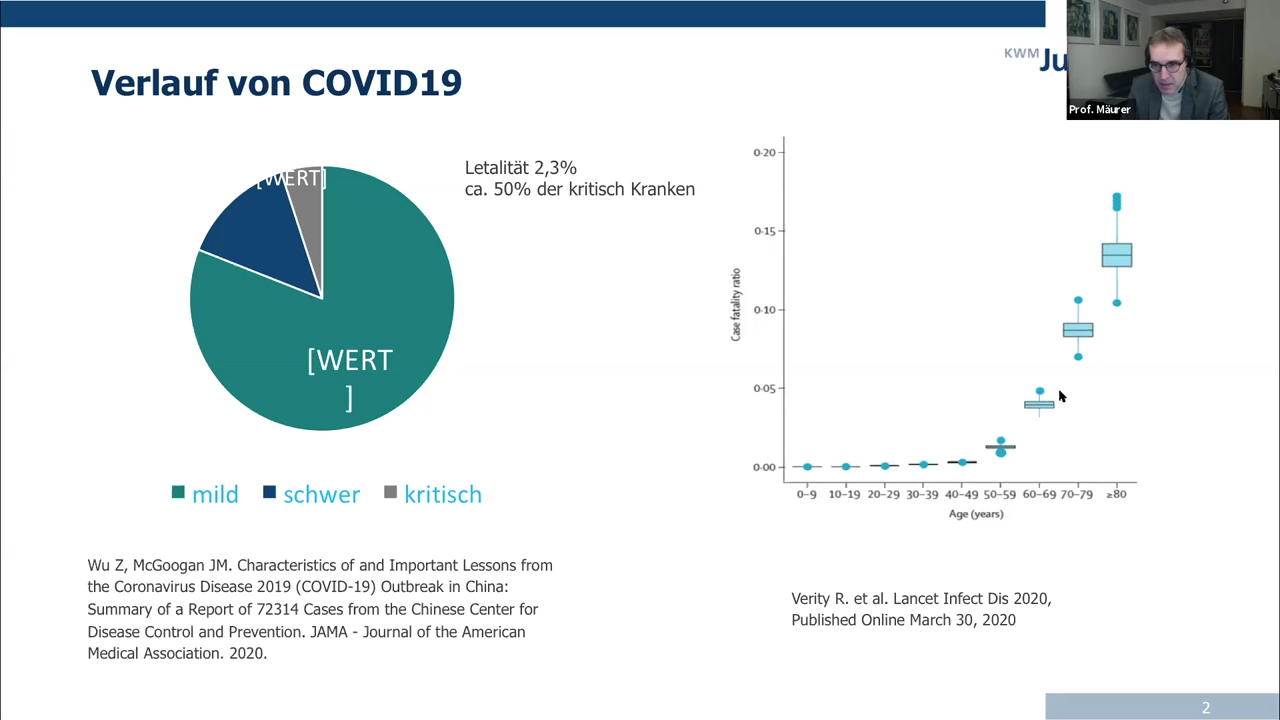 KWM Ju
Prof. Mäurer
Verlauf von COVID19
Letalität 2,3%
ca. 50% der kritisch Kranken
[WERT]
[WERT
]
mild schwer kritisch
Wu Z, McGoogan JM. Characteristics of and Important Lessons from
the Coronavirus Disease 2019 (COVID-19) Outbreak in China:
Summary of a Report of 72314 Cases from the Chinese Center for
Disease Control and Prevention. JAMA - Journal of the American
Medical Association. 2020.
Case fatality ratio
0·20
0·15
0·10
0·05
0·00
0–9 10–19 20–29 30–39 40–49 50–59 60–69 70–79 ≥80
Age (years)
Verity R. et al. Lancet Infect Dis 2020,
Published Online March 30, 2020
2